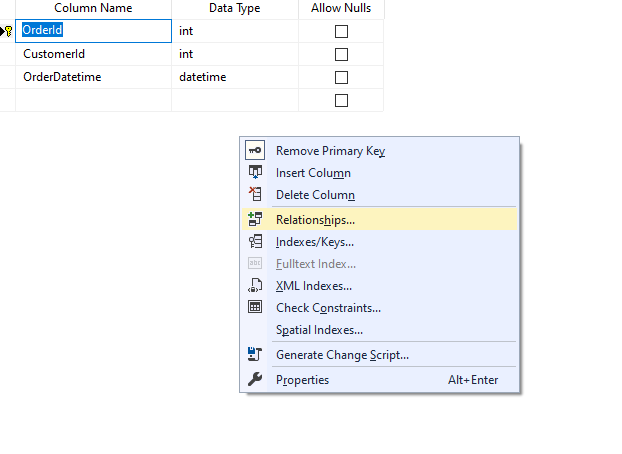 Column Name Data Type Allow Nulls
OrderId int
CustomerId int
OrderDatetime datetime
Remove Primary Key
Insert Column
Delete Column
Relationships...
Indexes/Keys...
abc Fulltext Index...
XML Indexes...
Check Constraints...
Spatial Indexes...
Generate Change Script...
Properties Alt+Enter